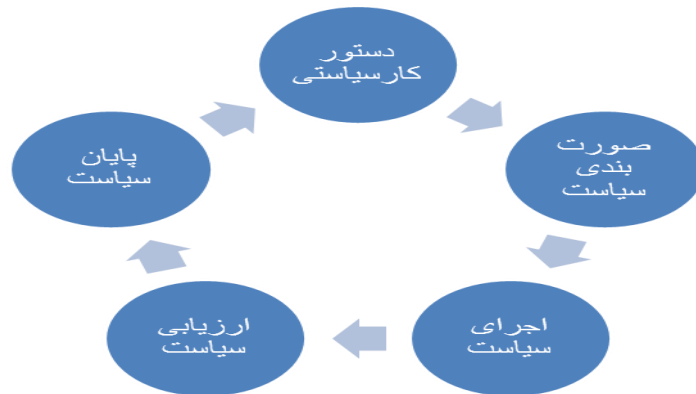 دستور
کارسیاستی
صورت
بندی
سیاست
اجرای
سیاست
ارزیابی
سیاست
پایان
سیاست